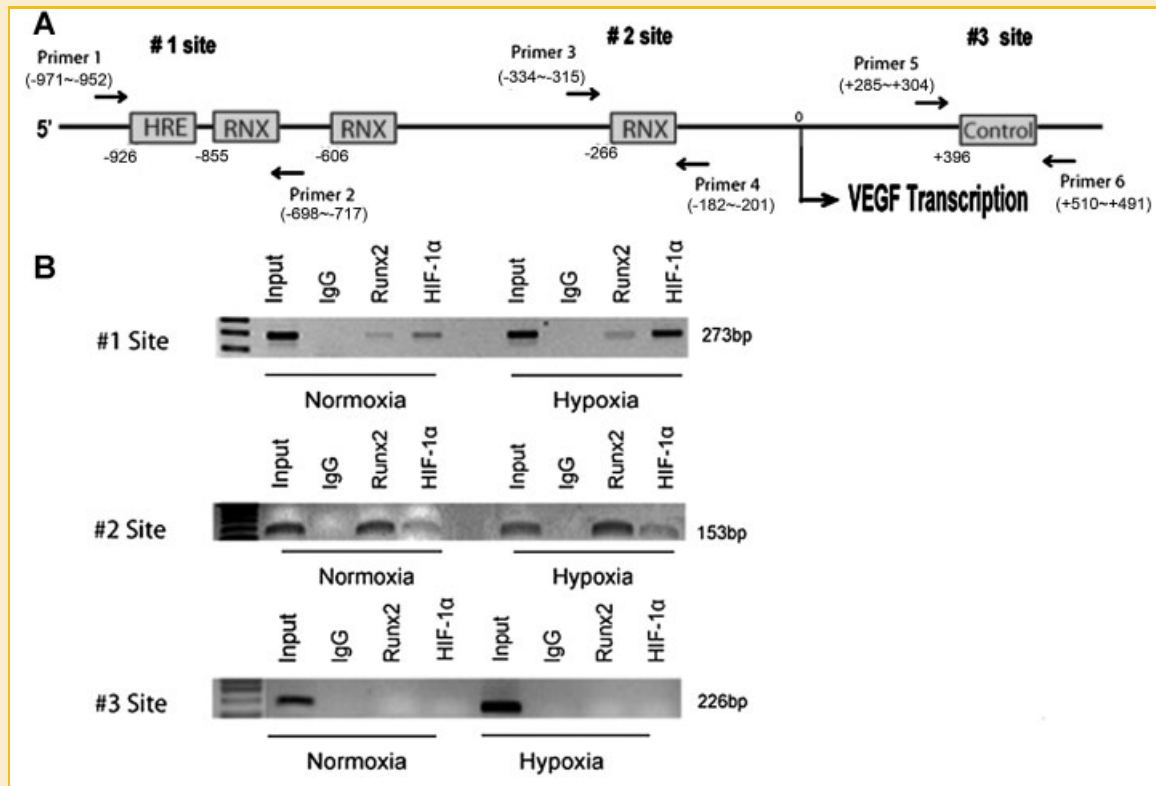 A
# 1 site
# 2 site
#3 site
Primer 1
(-971~-952)
Primer 3
(-334~-315)
Primer 5
(+285~+304)
0
5'
HRE
RNX
RNX
RNX
Control
-926
-855
-606
-266
+396
Primer 2
(-698~-717)
Primer 4
(-182~-201)
VEGF Transcription
Primer 6
(+510~+491)
B
Input IgG Runx2 HIF-1α Input IgG Runx2 HIF-1α
#1 Site
273bp
Normoxia Hypoxia
Input IgG Runx2 HIF-1α Input IgG Runx2 HIF-1α
#2 Site
153bp
Normoxia Hypoxia
Input IgG Runx2 HIF-1α Input IgG Runx2 HIF-1α
#3 Site
226bp
Normoxia Hypoxia